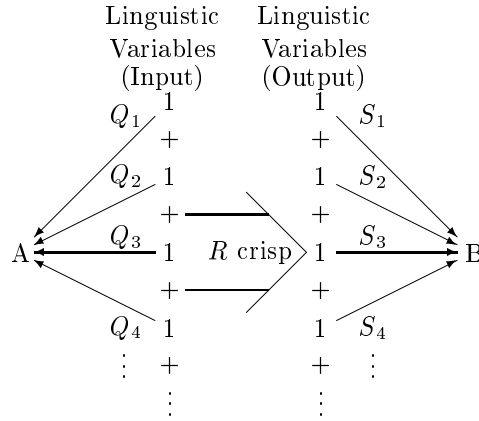 Linguistic Linguistic
Variables Variables
(Input) (Output)
1 1
Q1 S1
+ +
Q2 1 1 S2
+ +
A Q3 1 R crisp 1 S3 B
+ +
Q4 1 1 S4
⋮ + + ⋮
⋮ ⋮